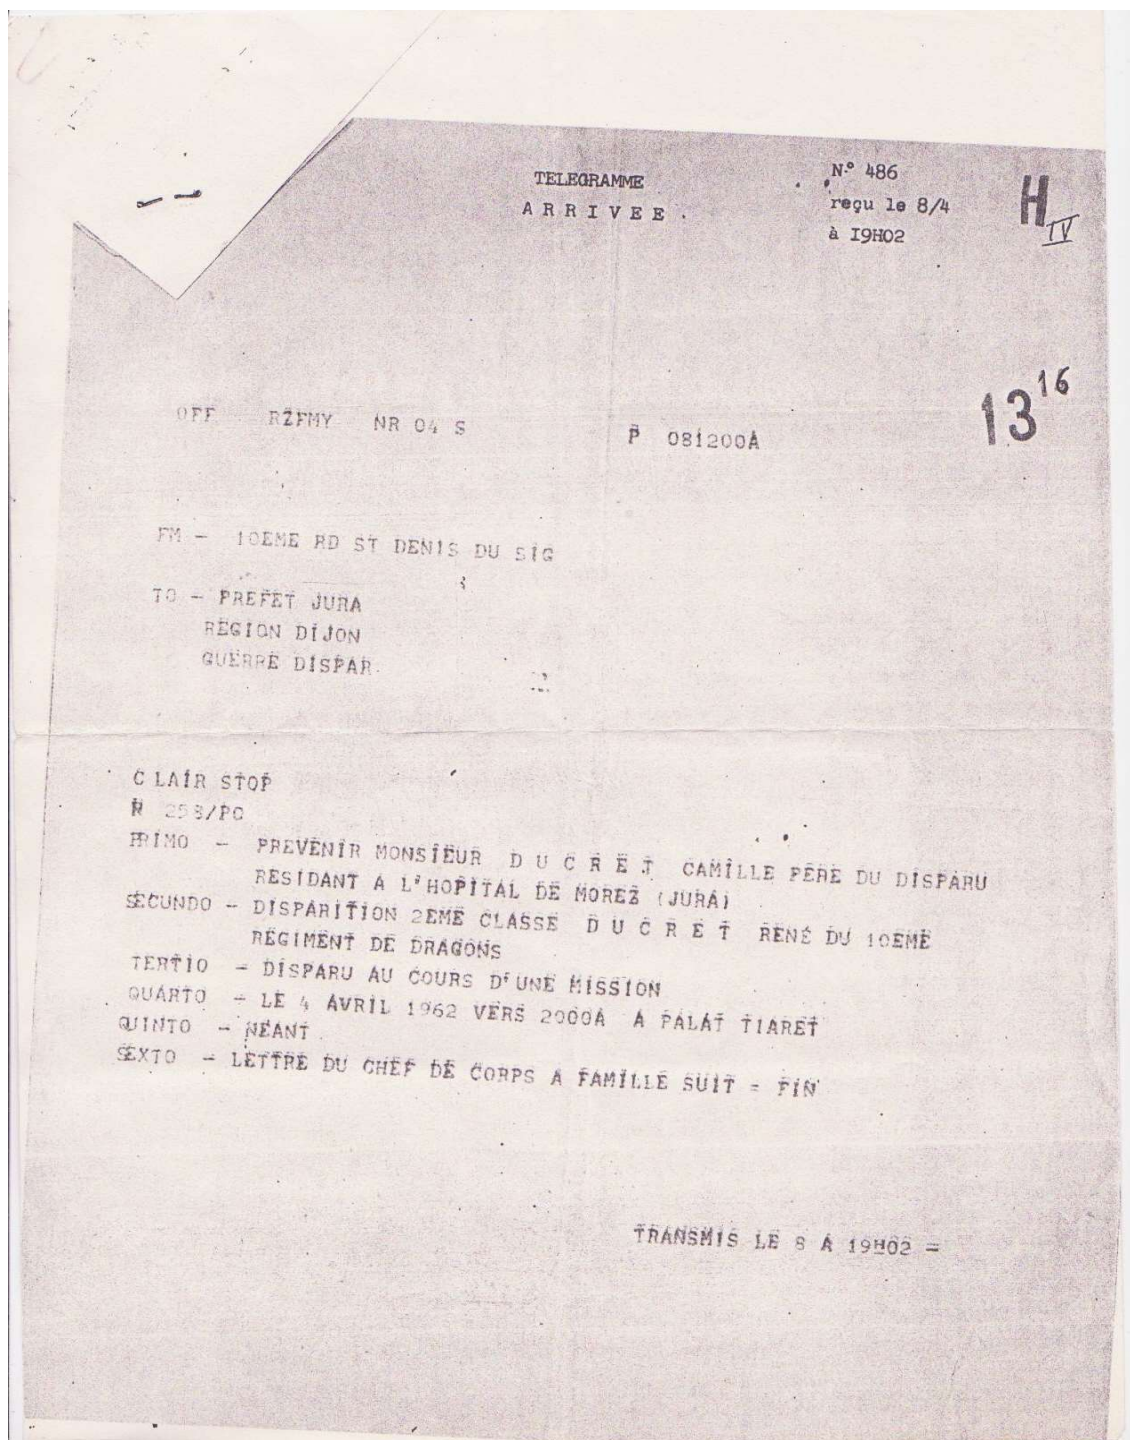 TELEGRAMME
ARRIVEE.
N° 486
reçu le 8/4
à I9H02
H
IV
13 16
OFF RZFMY NR 04 S P 081200A
FM - 10EME RD ST DENIS DU SIG
TO - PREFET JURA
REGION DIJON
GUERRE DISPAR.
CLAIR STOP
N 258/PO
PRIMO - PREVENIR MONSIEUR D U C R E T CAMILLE PERE DU DISPARU
RESIDANT A L'HOPITAL DE MOREZ (JURA)
SECUNDO - DISPARITION 2EME CLASSE D U C R E T RENE DU 10EME
REGIMENT DE DRAGONS
TERTIO - DISPARU AU COURS D'UNE MISSION
QUARTO - LE 4 AVRIL 1962 VERS 2000A A PALAT TIARET
QUINTO - NEANT
SEXTO - LETTRE DU CHEF DE CORPS A FAMILLE SUIT = FIN
TRANSMIS LE 8 A 19H02 =